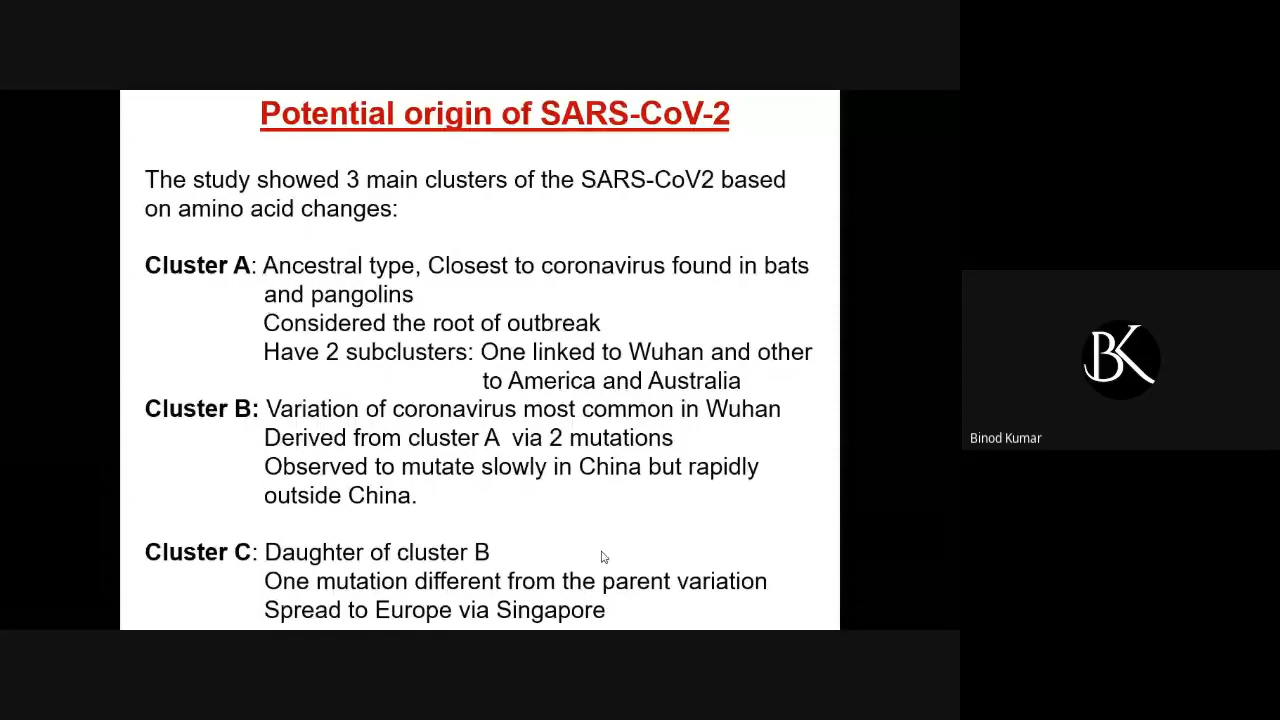 Potential origin of SARS-CoV-2
The study showed 3 main clusters of the SARS-CoV2 based
on amino acid changes:
Cluster A: Ancestral type, Closest to coronavirus found in bats
and pangolins
Considered the root of outbreak
Have 2 subclusters: One linked to Wuhan and other
to America and Australia
Cluster B: Variation of coronavirus most common in Wuhan
Derived from cluster A via 2 mutations
Observed to mutate slowly in China but rapidly
outside China.
Cluster C: Daughter of cluster B
One mutation different from the parent variation
Spread to Europe via Singapore
BK
Binod Kumar